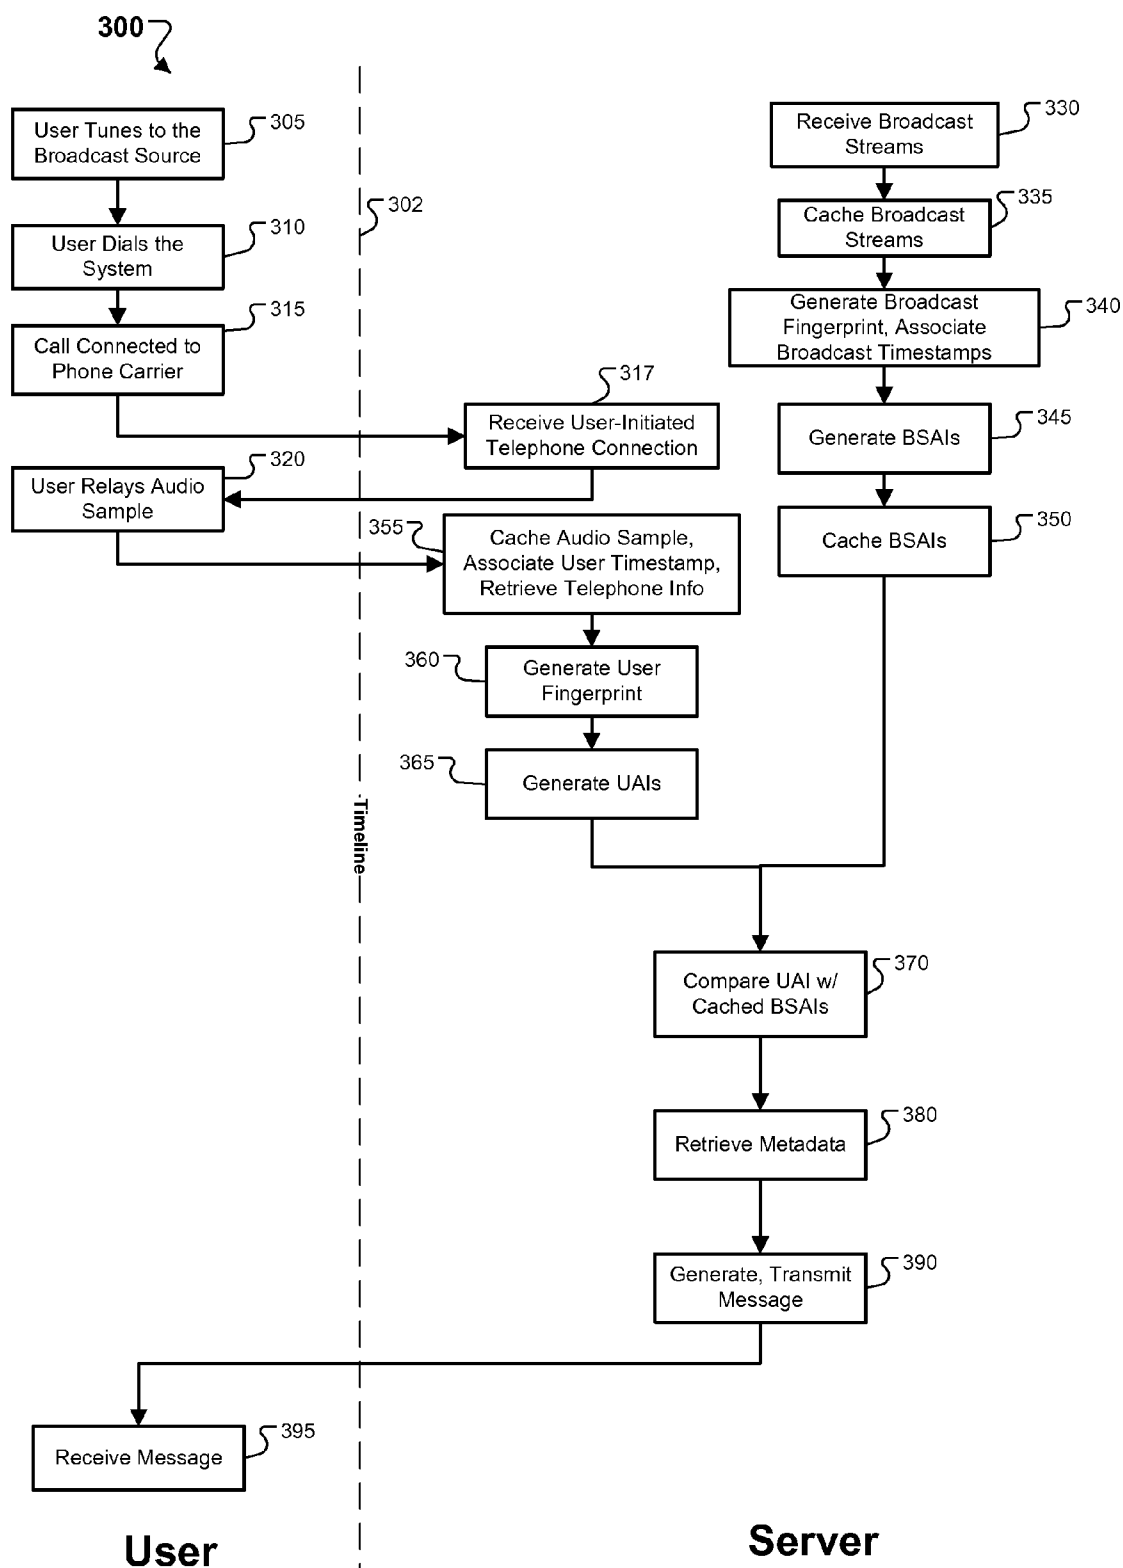 300
User Tunes to the
Broadcast Source
305
User Dials the
System
310
302
Call Connected to
Phone Carrier
315
Receive User-Initiated
Telephone Connection
317
User Relays Audio
Sample
320
Receive Broadcast
Streams
330
Cache Broadcast
Streams
335
Generate Broadcast
Fingerprint, Associate
Broadcast Timestamps
340
Generate BSAIs
345
Cache BSAIs
350
355
Cache Audio Sample,
Associate User Timestamp,
Retrieve Telephone Info
360
Generate User
Fingerprint
365
Generate UAIs
Timeline
Compare UAI w/
Cached BSAIs
370
Retrieve Metadata
380
Generate, Transmit
Message
390
Receive Message
395
User
Server